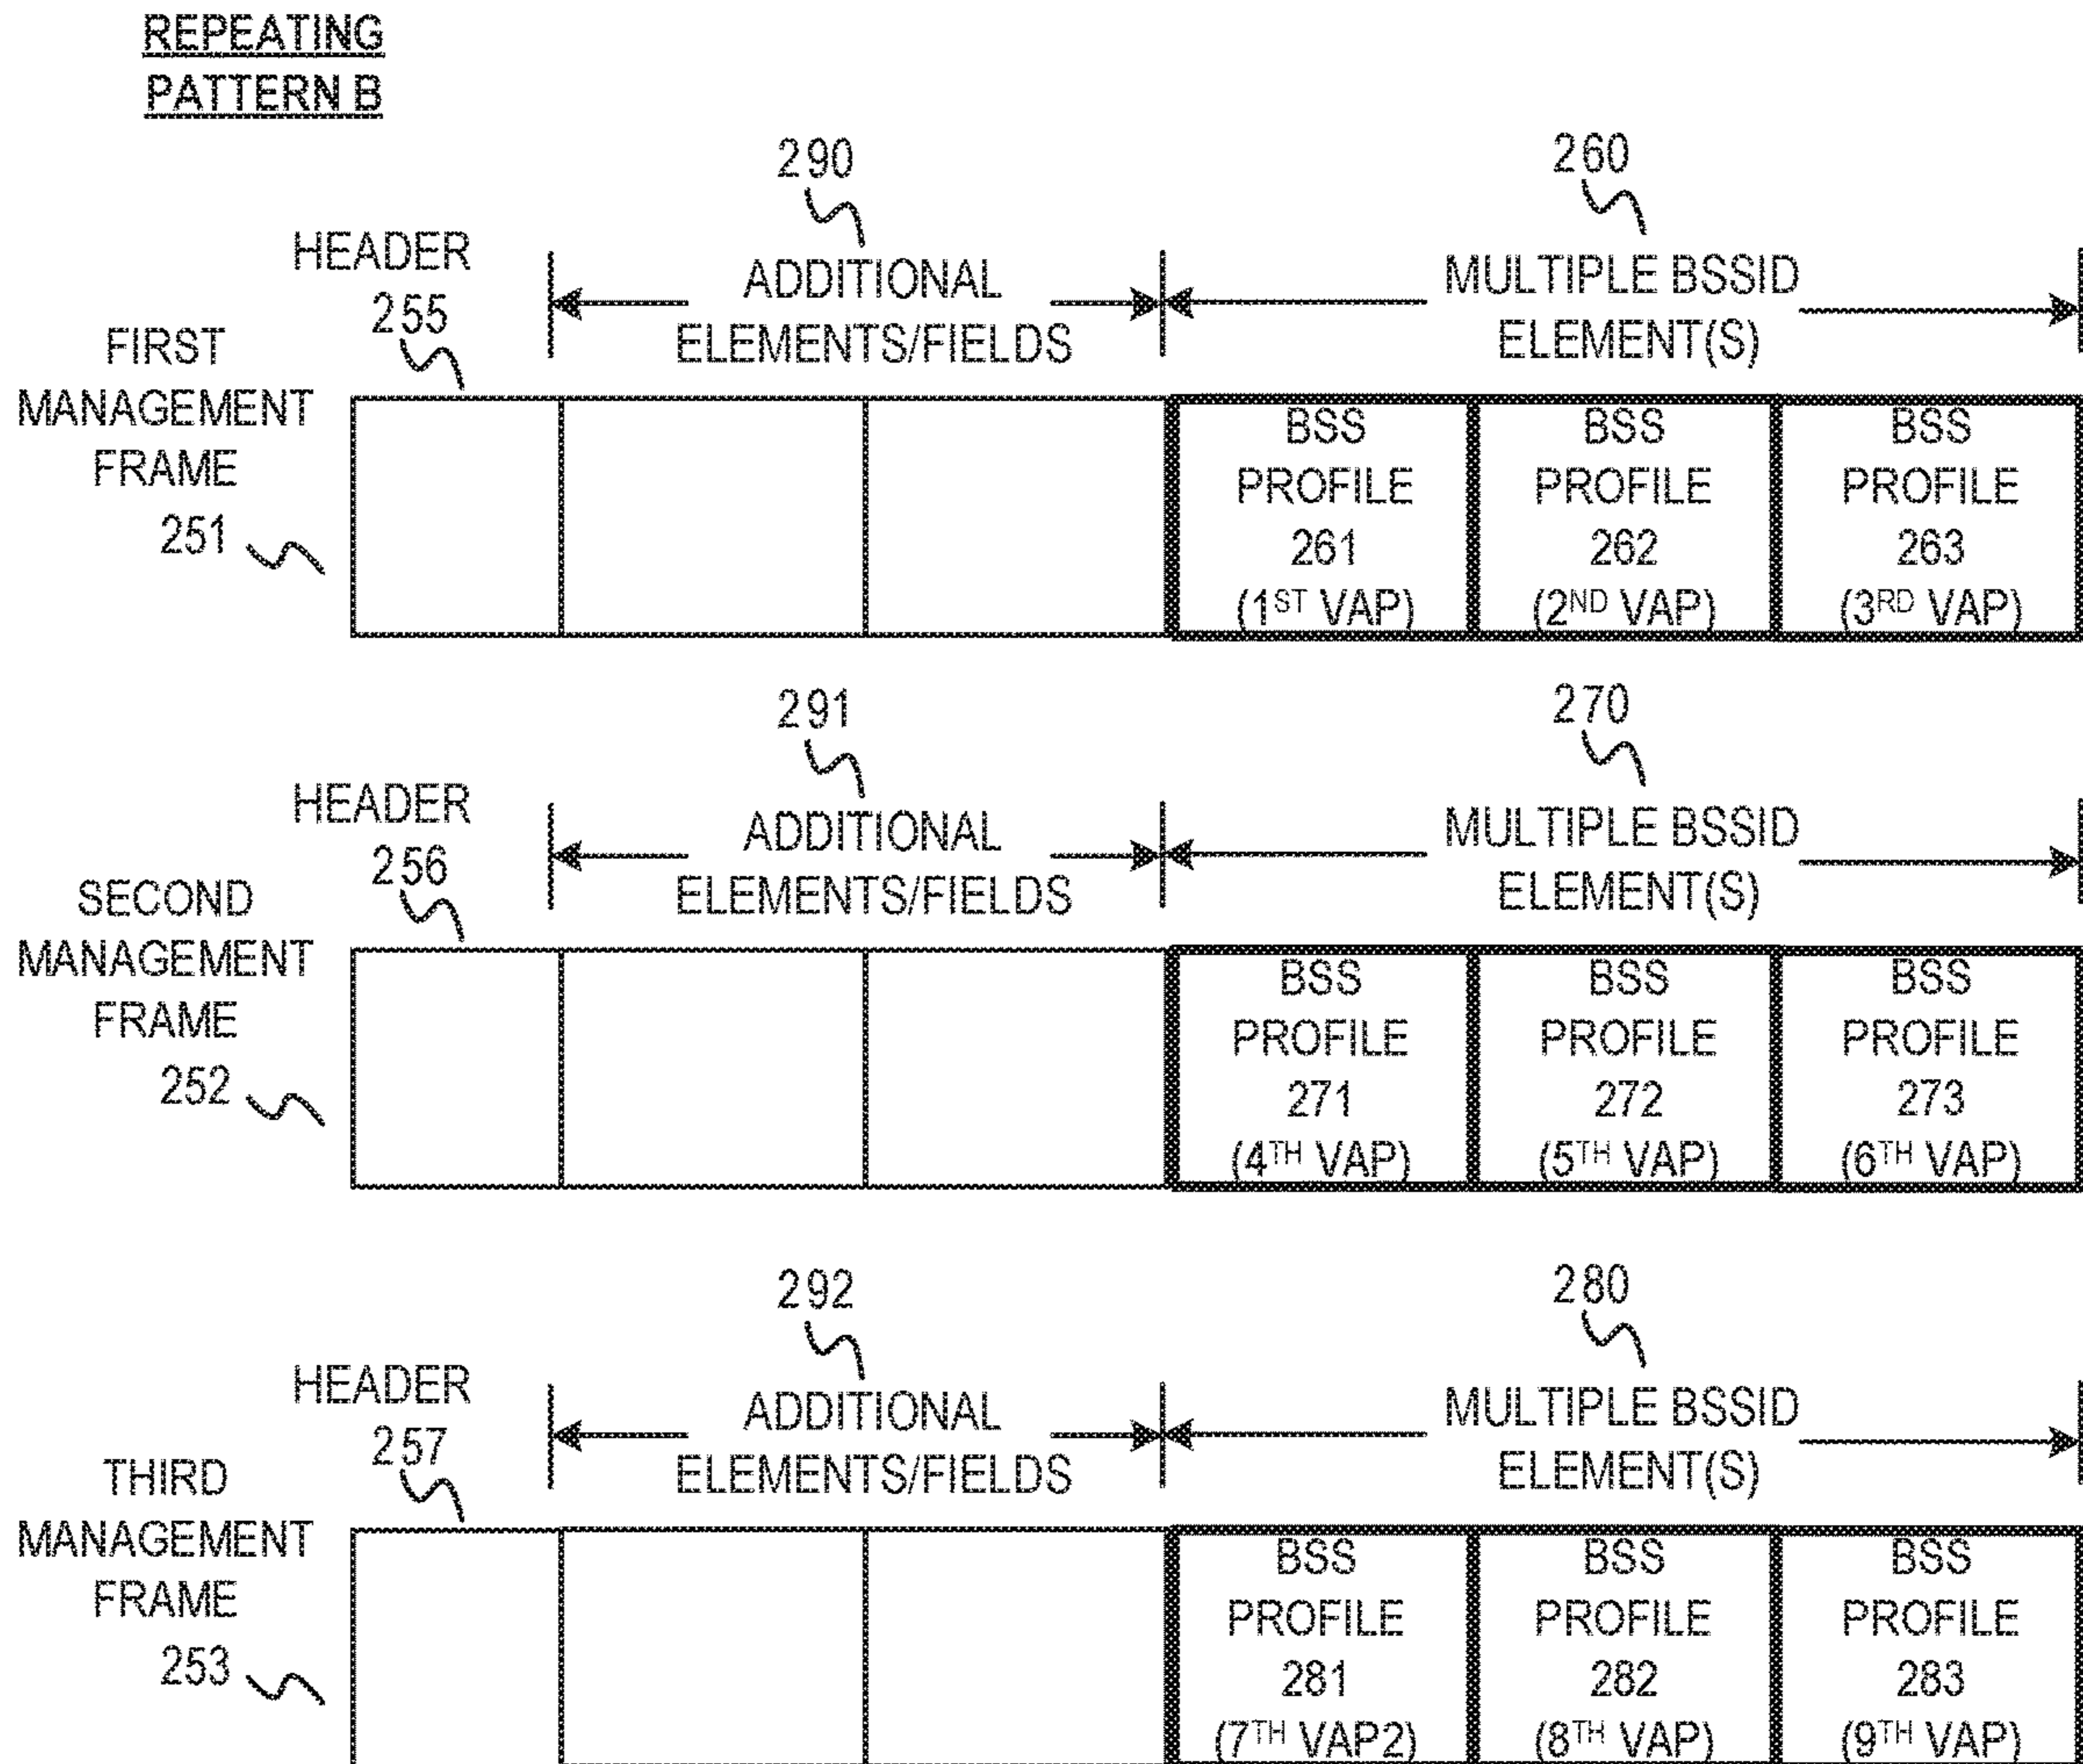 REPEATING
PATTERN B
290
260
HEADER
255
ADDITIONAL
ELEMENTS/FIELDS
MULTIPLE BSSID
ELEMENT(S)
FIRST
MANAGEMENT
FRAME
251
BSS
PROFILE
261
(1ST VAP)
BSS
PROFILE
262
(2ND VAP)
BSS
PROFILE
263
(3RD VAP)
291
270
HEADER
256
ADDITIONAL
ELEMENTS/FIELDS
MULTIPLE BSSID
ELEMENT(S)
SECOND
MANAGEMENT
FRAME
252
BSS
PROFILE
271
(4TH VAP)
BSS
PROFILE
272
(5TH VAP)
BSS
PROFILE
273
(6TH VAP)
292
280
HEADER
257
ADDITIONAL
ELEMENTS/FIELDS
MULTIPLE BSSID
ELEMENT(S)
THIRD
MANAGEMENT
FRAME
253
BSS
PROFILE
281
(7TH VAP2)
BSS
PROFILE
282
(8TH VAP)
BSS
PROFILE
283
(9TH VAP)